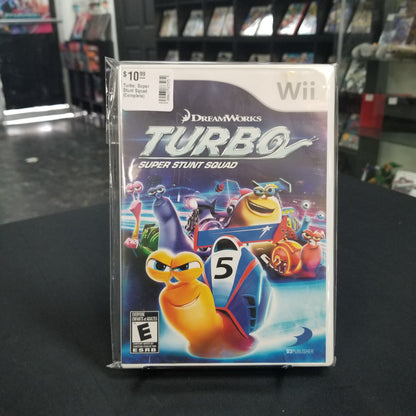 $10.99
Turbo: Super
Stunt Squad
(Complete)
Wii
DREAMWORKS
TURBO
SUPER STUNT SQUAD
5
EVERYONE
E
ESRB
D3PUBLISHER